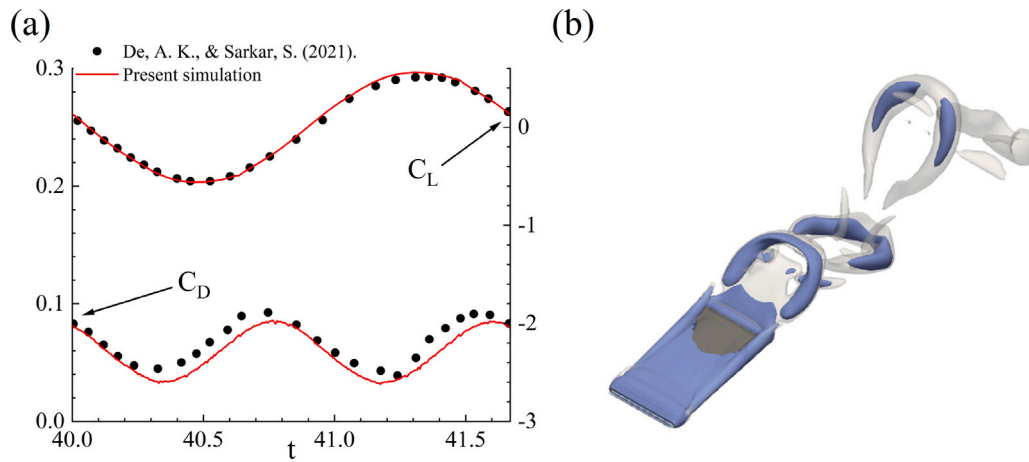 (a)
(b)
De, A. K., & Sarkar, S. (2021).
Present simulation
0.3
0
0.2
C_L
-1
0.1
C_D
-2
0.0
-3
40.0
40.5
41.0
41.5
t